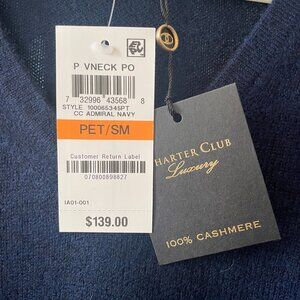 P VNECK PO
7 32996 43568 8
STYLE 100065345PT
CC ADMIRAL NAVY
PET/SM
Customer Return Label
070800898827
IA01-001
$139.00
HARTER CLUB
Luxury
100% CASHMERE